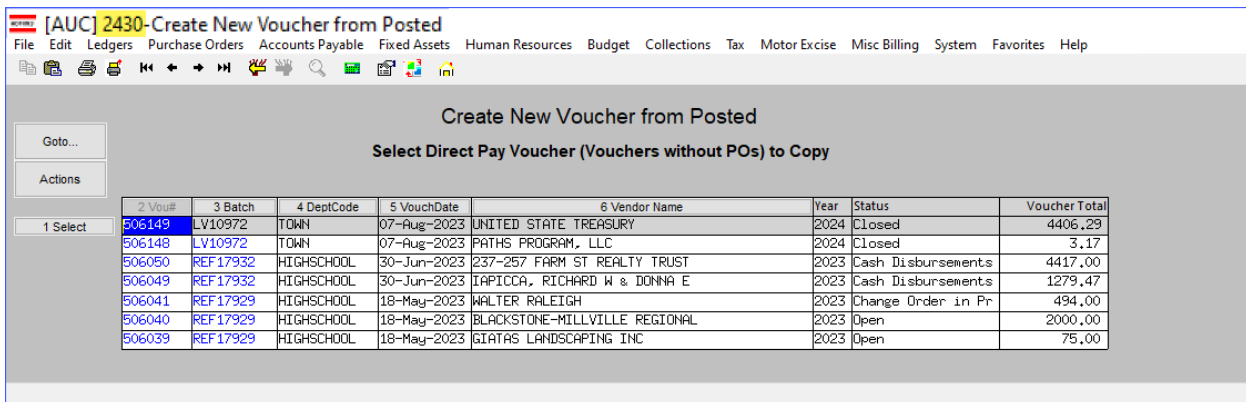 [AUC] 2430-Create New Voucher from Posted
File Edit Ledgers Purchase Orders Accounts Payable Fixed Assets Human Resources Budget Collections Tax Motor Excise Misc Billing System Favorites Help
Create New Voucher from Posted
Goto...
Select Direct Pay Voucher (Vouchers without POs) to Copy
Actions
2 Vou# 3 Batch 4 DeptCode 5 VouchDate 6 Vendor Name Year Status Voucher Total
1 Select 506149 LV10972 TOWN 07-Aug-2023 UNITED STATE TREASURY 2024 Closed 4406.29
506148 LV10972 TOWN 07-Aug-2023 PATHS PROGRAM, LLC 2024 Closed 3.17
506050 REF17932 HIGHSCHOOL 30-Jun-2023 237-257 FARM ST REALTY TRUST 2023 Cash Disbursements 4417.00
506049 REF17932 HIGHSCHOOL 30-Jun-2023 IAPICCA, RICHARD W & DONNA E 2023 Cash Disbursements 1279.47
506041 REF17929 HIGHSCHOOL 18-May-2023 WALTER RALEIGH 2023 Change Order in Pr 494.00
506040 REF17929 HIGHSCHOOL 18-May-2023 BLACKSTONE-MILLVILLE REGIONAL 2023 Open 2000.00
506039 REF17929 HIGHSCHOOL 18-May-2023 GIATAS LANDSCAPING INC 2023 Open 75.00